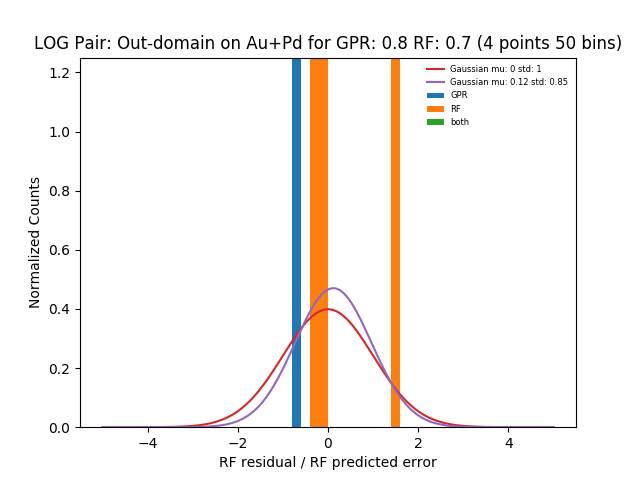 LOG Pair: Out-domain on Au+Pd for GPR: 0.8 RF: 0.7 (4 points 50 bins)
Gaussian mu: 0 std: 1
Gaussian mu: 0.12 std: 0.85
GPR
RF
both
Normalized Counts
1.2
1.0
0.8
0.6
0.4
0.2
0.0
−4
−2
0
2
4
RF residual / RF predicted error